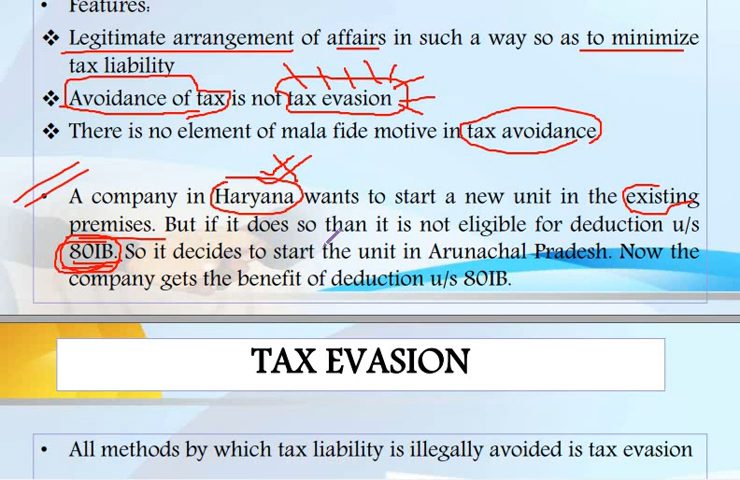 • Features:
❖ Legitimate arrangement of affairs in such a way so as to minimize
tax liability
❖ Avoidance of tax is not tax evasion
❖ There is no element of mala fide motive in tax avoidance
• A company in Haryana wants to start a new unit in the existing
premises. But if it does so than it is not eligible for deduction u/s
80IB. So it decides to start the unit in Arunachal Pradesh. Now the
company gets the benefit of deduction u/s 80IB.
TAX EVASION
• All methods by which tax liability is illegally avoided is tax evasion